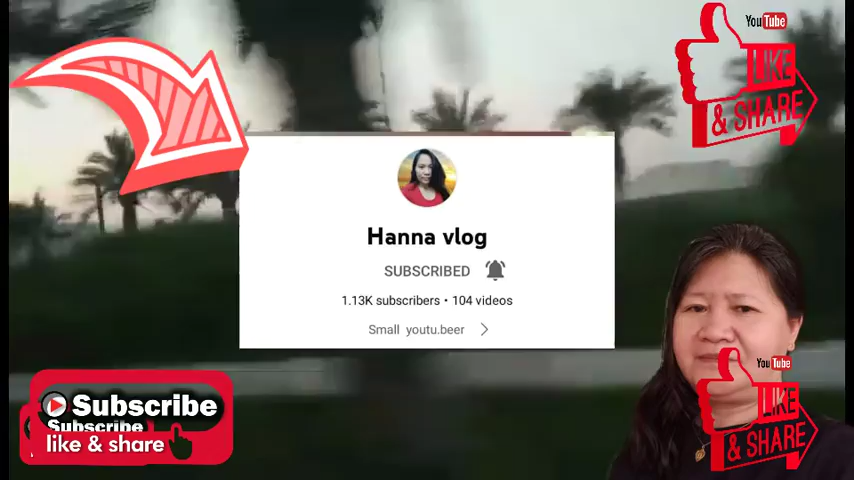 YouTube
LIKE
& SHARE
Hanna vlog
SUBSCRIBED
1.13K subscribers • 104 videos
Small youtu.beer
YouTube
LIKE
& SHARE
Subscribe
Subscribe
like & share